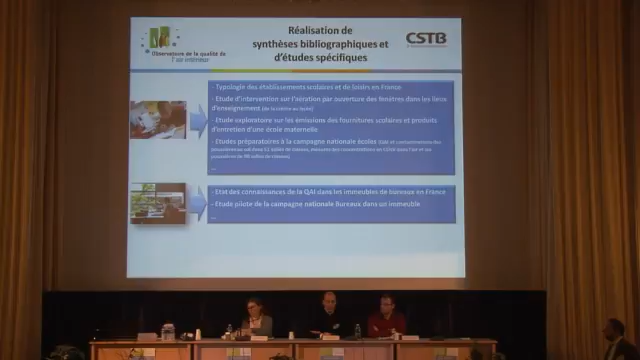 Réalisation de
synthèses bibliographiques et
d'études spécifiques
CSTB
Observatoire de la qualité de
l'air intérieur
- Typologie des établissements scolaires et de loisirs en France
- Etude d'intervention sur l'aération par ouverture des fenêtres dans les lieux
d'enseignement
- Etude exploratoire sur les émissions des fournitures scolaires et produits
d'entretien d'une école maternelle
- Etudes préparatoires à la campagne nationale écoles
...
- Etat des connaissances de la QAI dans les immeubles de bureaux en France
- Etude pilote de la campagne nationale Bureaux dans un immeuble
...